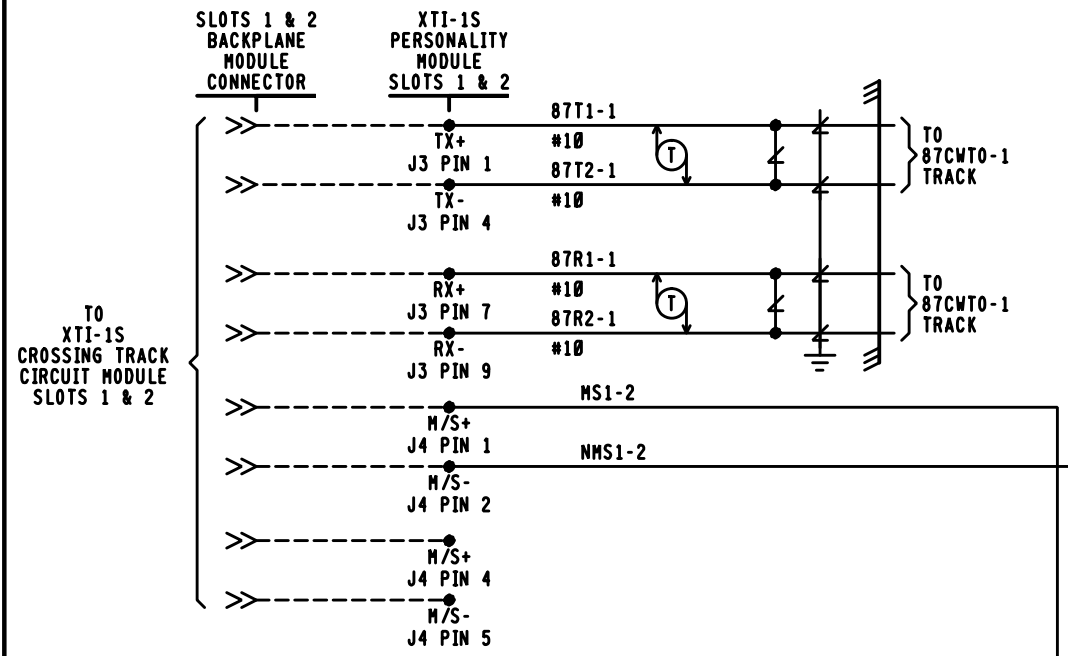 SLOTS 1 & 2
BACKPLANE
MODULE
CONNECTOR
XTI-1S
PERSONALITY
MODULE
SLOTS 1 & 2
TO
XTI-1S
CROSSING TRACK
CIRCUIT MODULE
SLOTS 1 & 2
TX+
J3 PIN 1
87T1-1
#10
T
TX-
J3 PIN 4
87T2-1
#10
TO
87CWTO-1
TRACK
RX+
J3 PIN 7
87R1-1
#10
T
RX-
J3 PIN 9
87R2-1
#10
TO
87CWTO-1
TRACK
M/S+
J4 PIN 1
MS1-2
M/S-
J4 PIN 2
NMS1-2
M/S+
J4 PIN 4
M/S-
J4 PIN 5